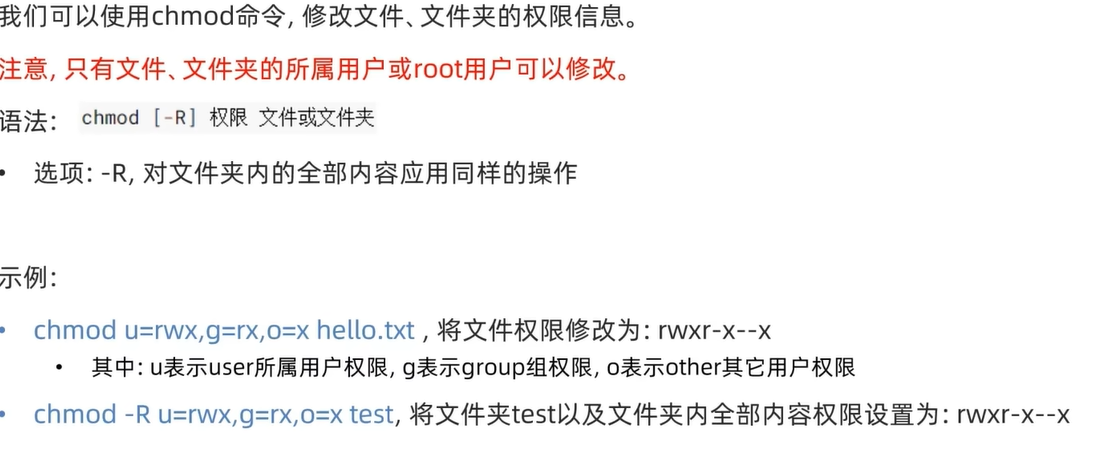 我们可以使用chmod命令, 修改文件、文件夹的权限信息。
注意, 只有文件、文件夹的所属用户或root用户可以修改。
语法: chmod [-R] 权限 文件或文件夹
• 选项: -R, 对文件夹内的全部内容应用同样的操作
示例:
• chmod u=rwx,g=rx,o=x hello.txt , 将文件权限修改为: rwxr-x--x
• 其中: u表示user所属用户权限, g表示group组权限, o表示other其它用户权限
• chmod -R u=rwx,g=rx,o=x test, 将文件夹test以及文件夹内全部内容权限设置为: rwxr-x--x